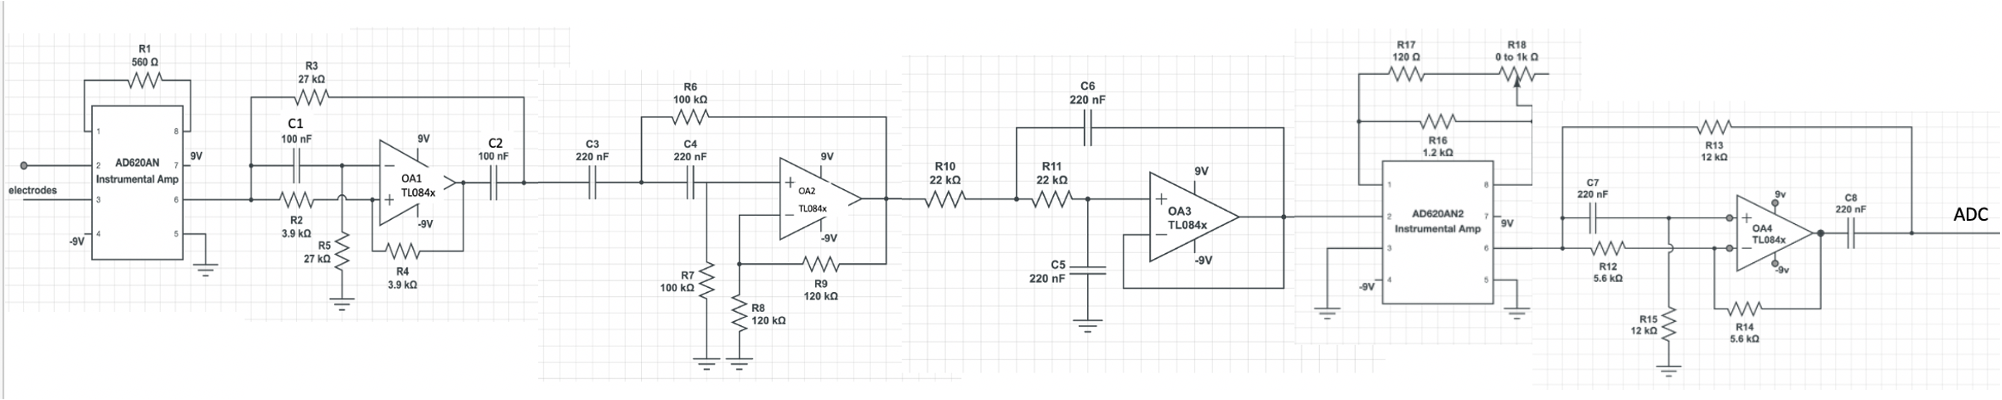 R1
560 Ω
1
8
AD620AN
Instrumental Amp
2
7
9V
electrodes
3
6
-9V
4
5
R3
27 kΩ
C1
100 nF
R2
3.9 kΩ
R5
27 kΩ
9V
−
OA1
TL084x
+
-9V
R4
3.9 kΩ
C2
100 nF
C3
220 nF
R6
100 kΩ
C4
220 nF
9V
+
OA2
TL084x
−
-9V
R7
100 kΩ
R8
120 kΩ
R9
120 kΩ
R10
22 kΩ
R11
22 kΩ
C6
220 nF
C5
220 nF
9V
+
OA3
TL084x
−
-9V
R17
120 Ω
R18
0 to 1k Ω
R16
1.2 kΩ
1
8
AD620AN2
Instrumental Amp
2
7
9V
3
6
-9V
4
5
R13
12 kΩ
C7
220 nF
R12
5.6 kΩ
R15
12 kΩ
9v
+
OA4
TL084x
−
-9v
R14
5.6 kΩ
C8
220 nF
ADC